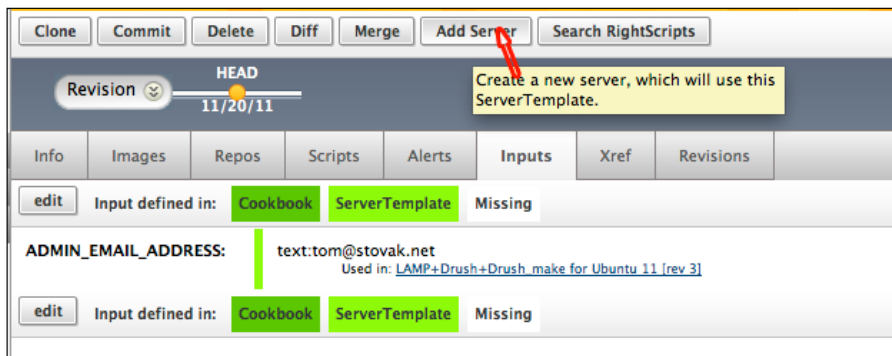 Clone Commit Delete Diff Merge Add Server Search RightScripts
Revision
HEAD
11/20/11
Create a new server, which will use this
ServerTemplate.
Info Images Repos Scripts Alerts Inputs Xref Revisions
edit Input defined in: Cookbook ServerTemplate Missing
ADMIN_EMAIL_ADDRESS: text:tom@stovak.net
Used in: LAMP+Drush+Drush_make for Ubuntu 11 [rev 3]
edit Input defined in: Cookbook ServerTemplate Missing